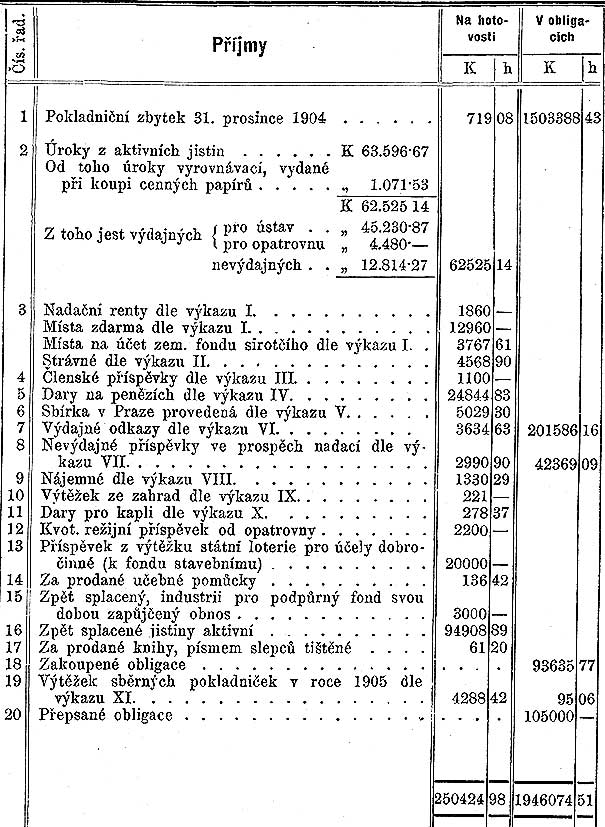 Čís. řad. Příjmy Na hoto- V obliga-
vosti cích
K h K h
1 Pokladniční zbytek 31. prosince 1904 . . . . . . 719 08 1503388 43
2 Úroky z aktivních jistin . . . . . . K 63.596·67
Od toho úroky vyrovnávací, vydané
při koupi cenných papírů . . . . . „ 1.071·53
K 62.525 14
Z toho jest výdajných { pro ústav . . „ 45.230·87
pro opatrovnu „ 4.480·—
nevýdajných . . „ 12.814·27 62525 14
3 Nadační renty dle výkazu I. . . . . . . . . . . 1860 —
Místa zdarma dle výkazu I. . . . . . . . . . . 12960 —
Místa na účet zem. fondu sirotčího dle výkazu I. . 3767 61
Strávné dle výkazu II. . . . . . . . . . . . . 4568 90
4 Členské příspěvky dle výkazu III. . . . . . . . 1100 —
5 Dary na penězích dle výkazu IV. . . . . . . . 24844 83
6 Sbírka v Praze provedená dle výkazu V. . . . . . 5029 30
7 Výdajné odkazy dle výkazu VI. . . . . . . . . 3634 63 201586 16
8 Nevýdajné příspěvky ve prospěch nadací dle vý-
kazu VII. . . . . . . . . . . . . . . . . 2990 90 42369 09
9 Nájemné dle výkazu VIII. . . . . . . . . . . 1330 29
10 Výtěžek ze zahrad dle výkazu IX. . . . . . . . 221 —
11 Dary pro kapli dle výkazu X. . . . . . . . . . 278 37
12 Kvot. režijní příspěvek od opatrovny . . . . . . . 2200 —
13 Příspěvek z výtěžku státní loterie pro účely dobro-
činné (k fondu stavebnímu) . . . . . . . . . 20000 —
14 Za prodané učebné pomůcky . . . . . . . . . . 136 42
15 Zpět splacený, industrii pro podpůrný fond svou
dobou zapůjčený obnos . . . . . . . . . . . 3000 —
16 Zpět splacené jistiny aktivní . . . . . . . . . . 94908 89
17 Za prodané knihy, písmem slepců tištěné . . . . 61 20
18 Zakoupené obligace . . . . . . . . . . . . . . . . . . 93635 77
19 Výtěžek sběrných pokladniček v roce 1905 dle
výkazu XI. . . . . . . . . . . . . . . . . 4288 42 95 06
20 Přepsané obligace . . . . . . . . . . . . . . . . . . . 105000 —
250424 98 1946074 51